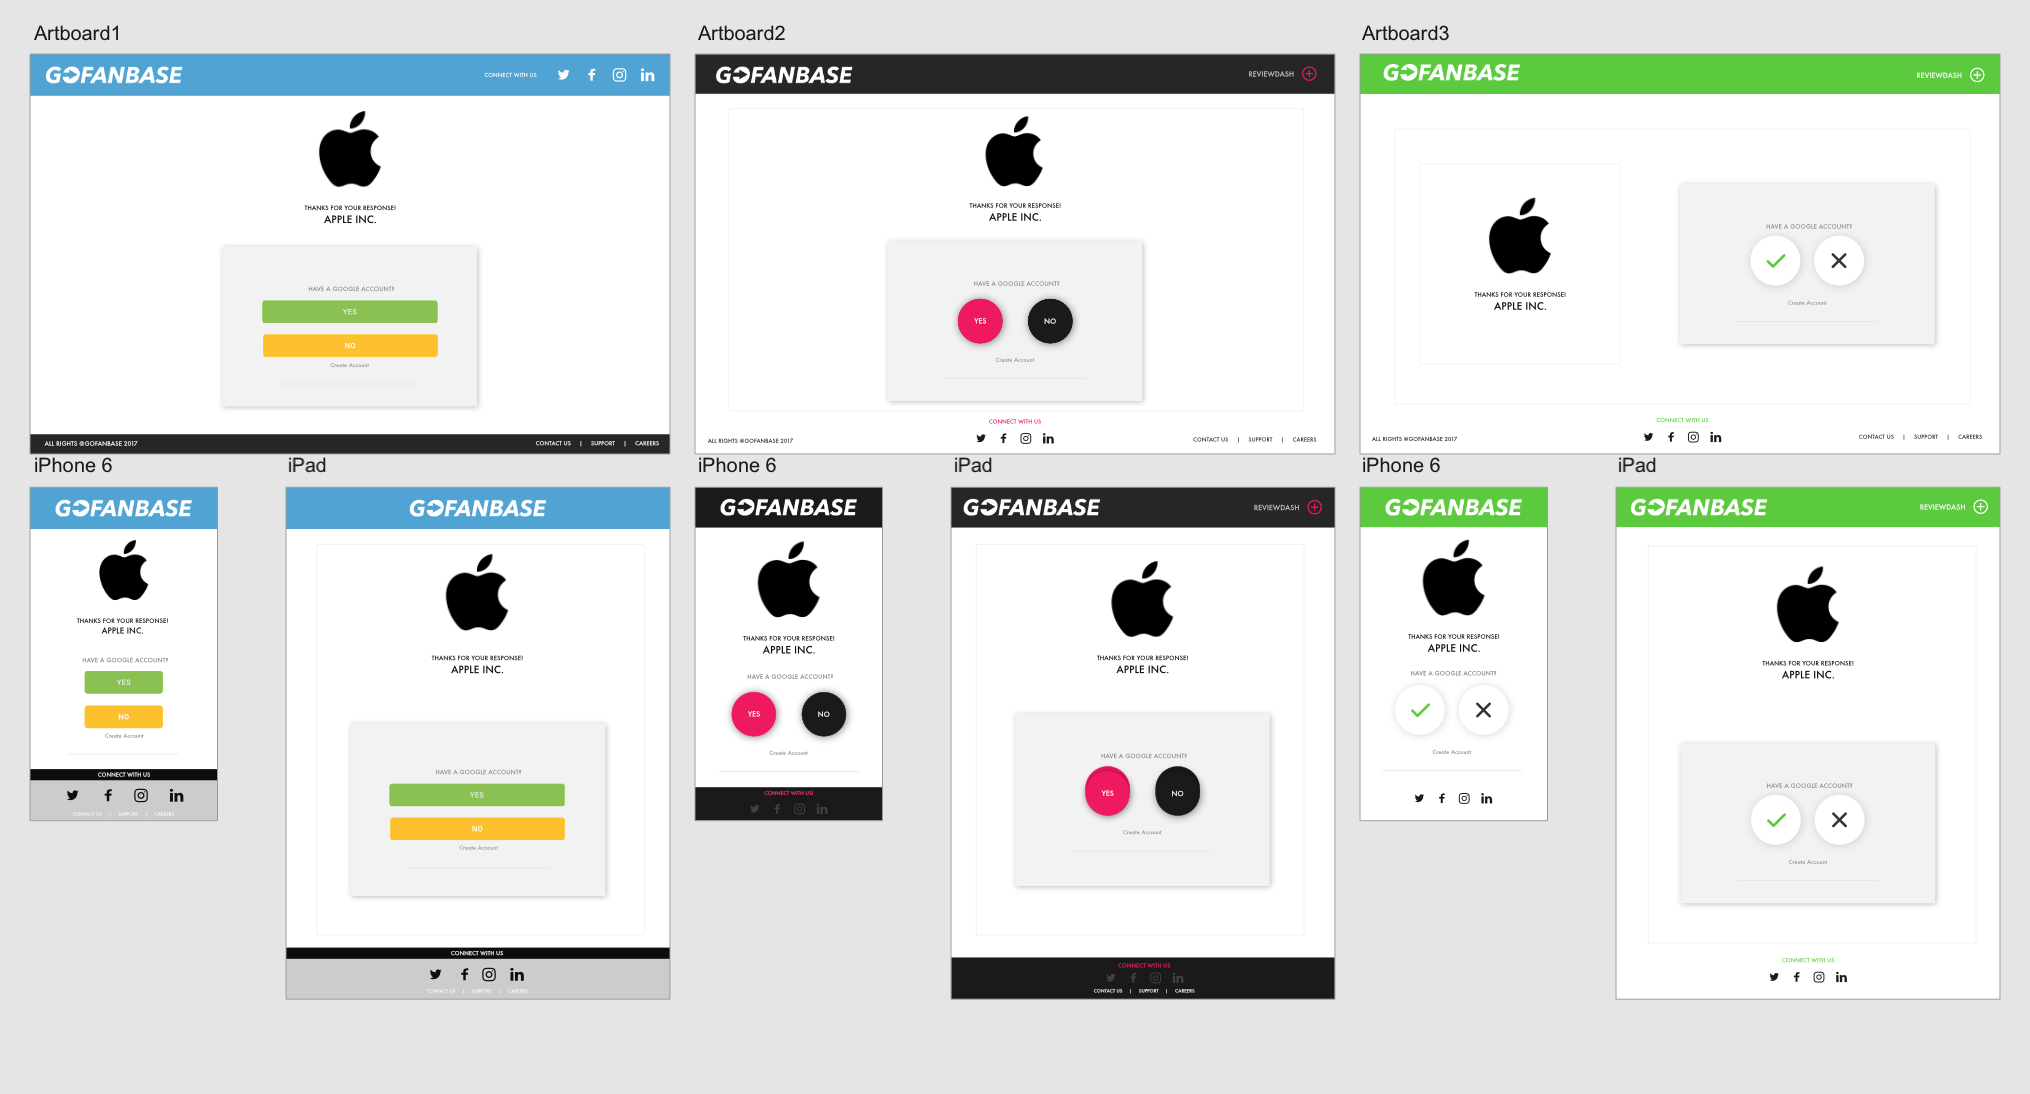 Artboard1
GOFANBASE
CONNECT WITH US
THANKS FOR YOUR RESPONSE!
APPLE INC.
HAVE A GOOGLE ACCOUNT?
YES
NO
Create Account
ALL RIGHTS @GOFANBASE 2017
CONTACT US | SUPPORT | CAREERS
Artboard2
GOFANBASE
REVIEWDASH
THANKS FOR YOUR RESPONSE!
APPLE INC.
HAVE A GOOGLE ACCOUNT?
YES
NO
Create Account
CONNECT WITH US
ALL RIGHTS @GOFANBASE 2017
CONTACT US | SUPPORT | CAREERS
Artboard3
GOFANBASE
REVIEWDASH
THANKS FOR YOUR RESPONSE!
APPLE INC.
HAVE A GOOGLE ACCOUNT?
Create Account
CONNECT WITH US
ALL RIGHTS @GOFANBASE 2017
CONTACT US | SUPPORT | CAREERS
iPhone 6
GOFANBASE
THANKS FOR YOUR RESPONSE!
APPLE INC.
HAVE A GOOGLE ACCOUNT?
YES
NO
Create Account
CONNECT WITH US
CONTACT US | SUPPORT | CAREERS
iPad
GOFANBASE
THANKS FOR YOUR RESPONSE!
APPLE INC.
HAVE A GOOGLE ACCOUNT?
YES
NO
Create Account
CONNECT WITH US
CONTACT US | SUPPORT | CAREERS
iPhone 6
GOFANBASE
THANKS FOR YOUR RESPONSE!
APPLE INC.
HAVE A GOOGLE ACCOUNT?
YES
NO
Create Account
CONNECT WITH US!
iPad
GOFANBASE
REVIEWDASH
THANKS FOR YOUR RESPONSE!
APPLE INC.
HAVE A GOOGLE ACCOUNT?
YES
NO
Create Account
CONNECT WITH US
CONTACT US | SUPPORT | CAREERS
iPhone 6
GOFANBASE
THANKS FOR YOUR RESPONSE!
APPLE INC.
HAVE A GOOGLE ACCOUNT?
Create Account
iPad
GOFANBASE
REVIEWDASH
THANKS FOR YOUR RESPONSE!
APPLE INC.
HAVE A GOOGLE ACCOUNT?
Create Account
CONNECT WITH US